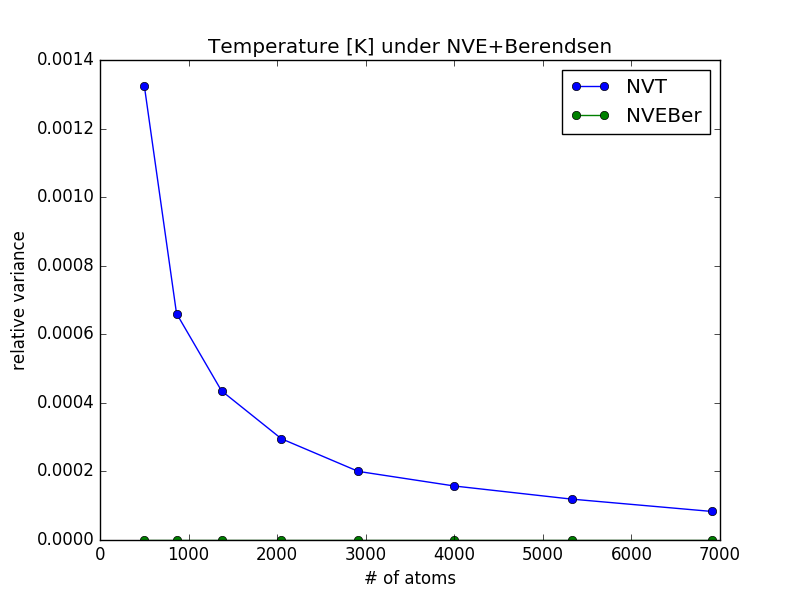 Temperature [K] under NVE+Berendsen
0.0014
0.0012
0.0010
0.0008
0.0006
0.0004
0.0002
0.0000
relative variance
NVT
NVEBer
0 1000 2000 3000 4000 5000 6000 7000
# of atoms